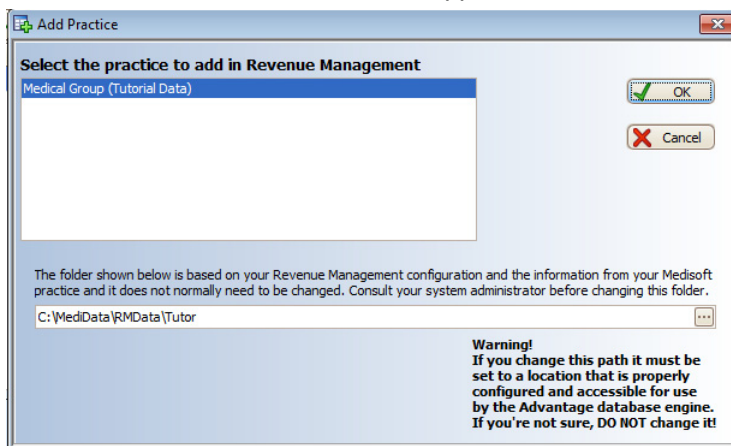 Add Practice
Select the practice to add in Revenue Management
Medical Group (Tutorial Data)
OK
Cancel
The folder shown below is based on your Revenue Management configuration and the information from your Medisoft
practice and it does not normally need to be changed. Consult your system administrator before changing this folder.
C:\MediData\RMData\Tutor
Warning!
If you change this path it must be
set to a location that is properly
configured and accessible for use
by the Advantage database engine.
If you're not sure, DO NOT change it!